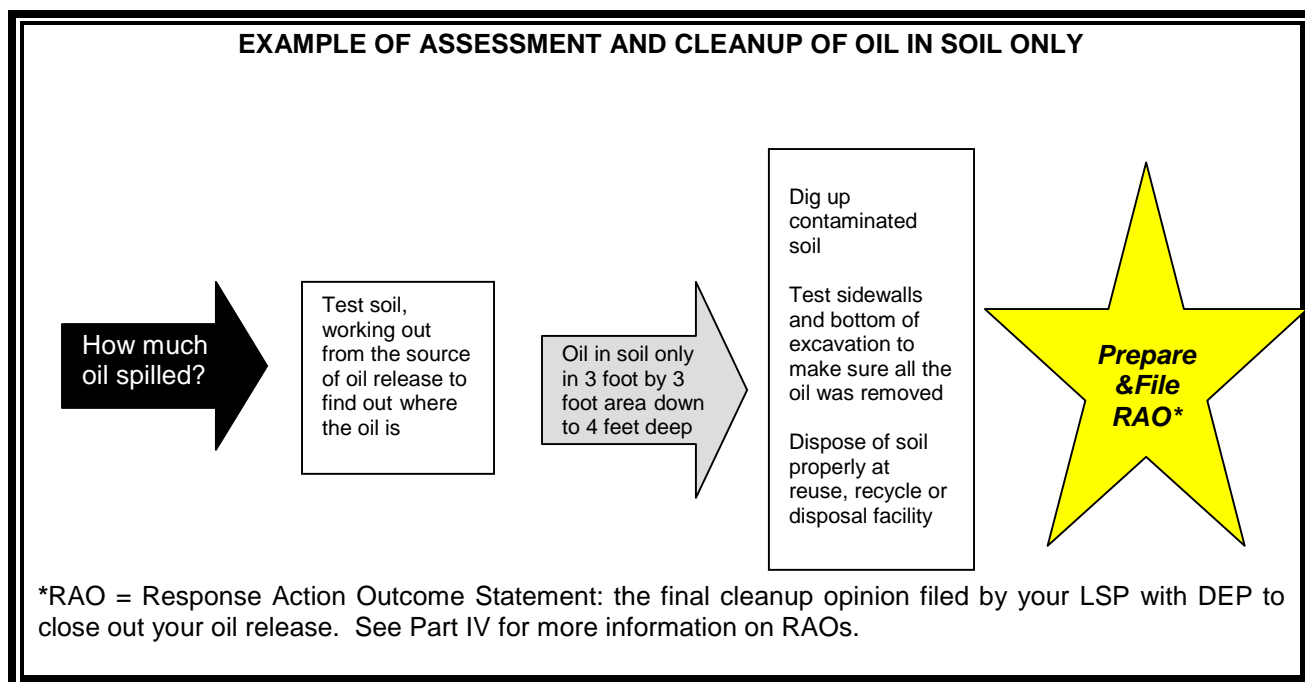 EXAMPLE OF ASSESSMENT AND CLEANUP OF OIL IN SOIL ONLY
How much
oil spilled?
Test soil,
working out
from the source
of oil release to
find out where
the oil is
Oil in soil only
in 3 foot by 3
foot area down
to 4 feet deep
Dig up
contaminated
soil
Test sidewalls
and bottom of
excavation to
make sure all the
oil was removed
Dispose of soil
properly at
reuse, recycle or
disposal facility
Prepare
&File
RAO*
*RAO = Response Action Outcome Statement: the final cleanup opinion filed by your LSP with DEP to
close out your oil release.  See Part IV for more information on RAOs.